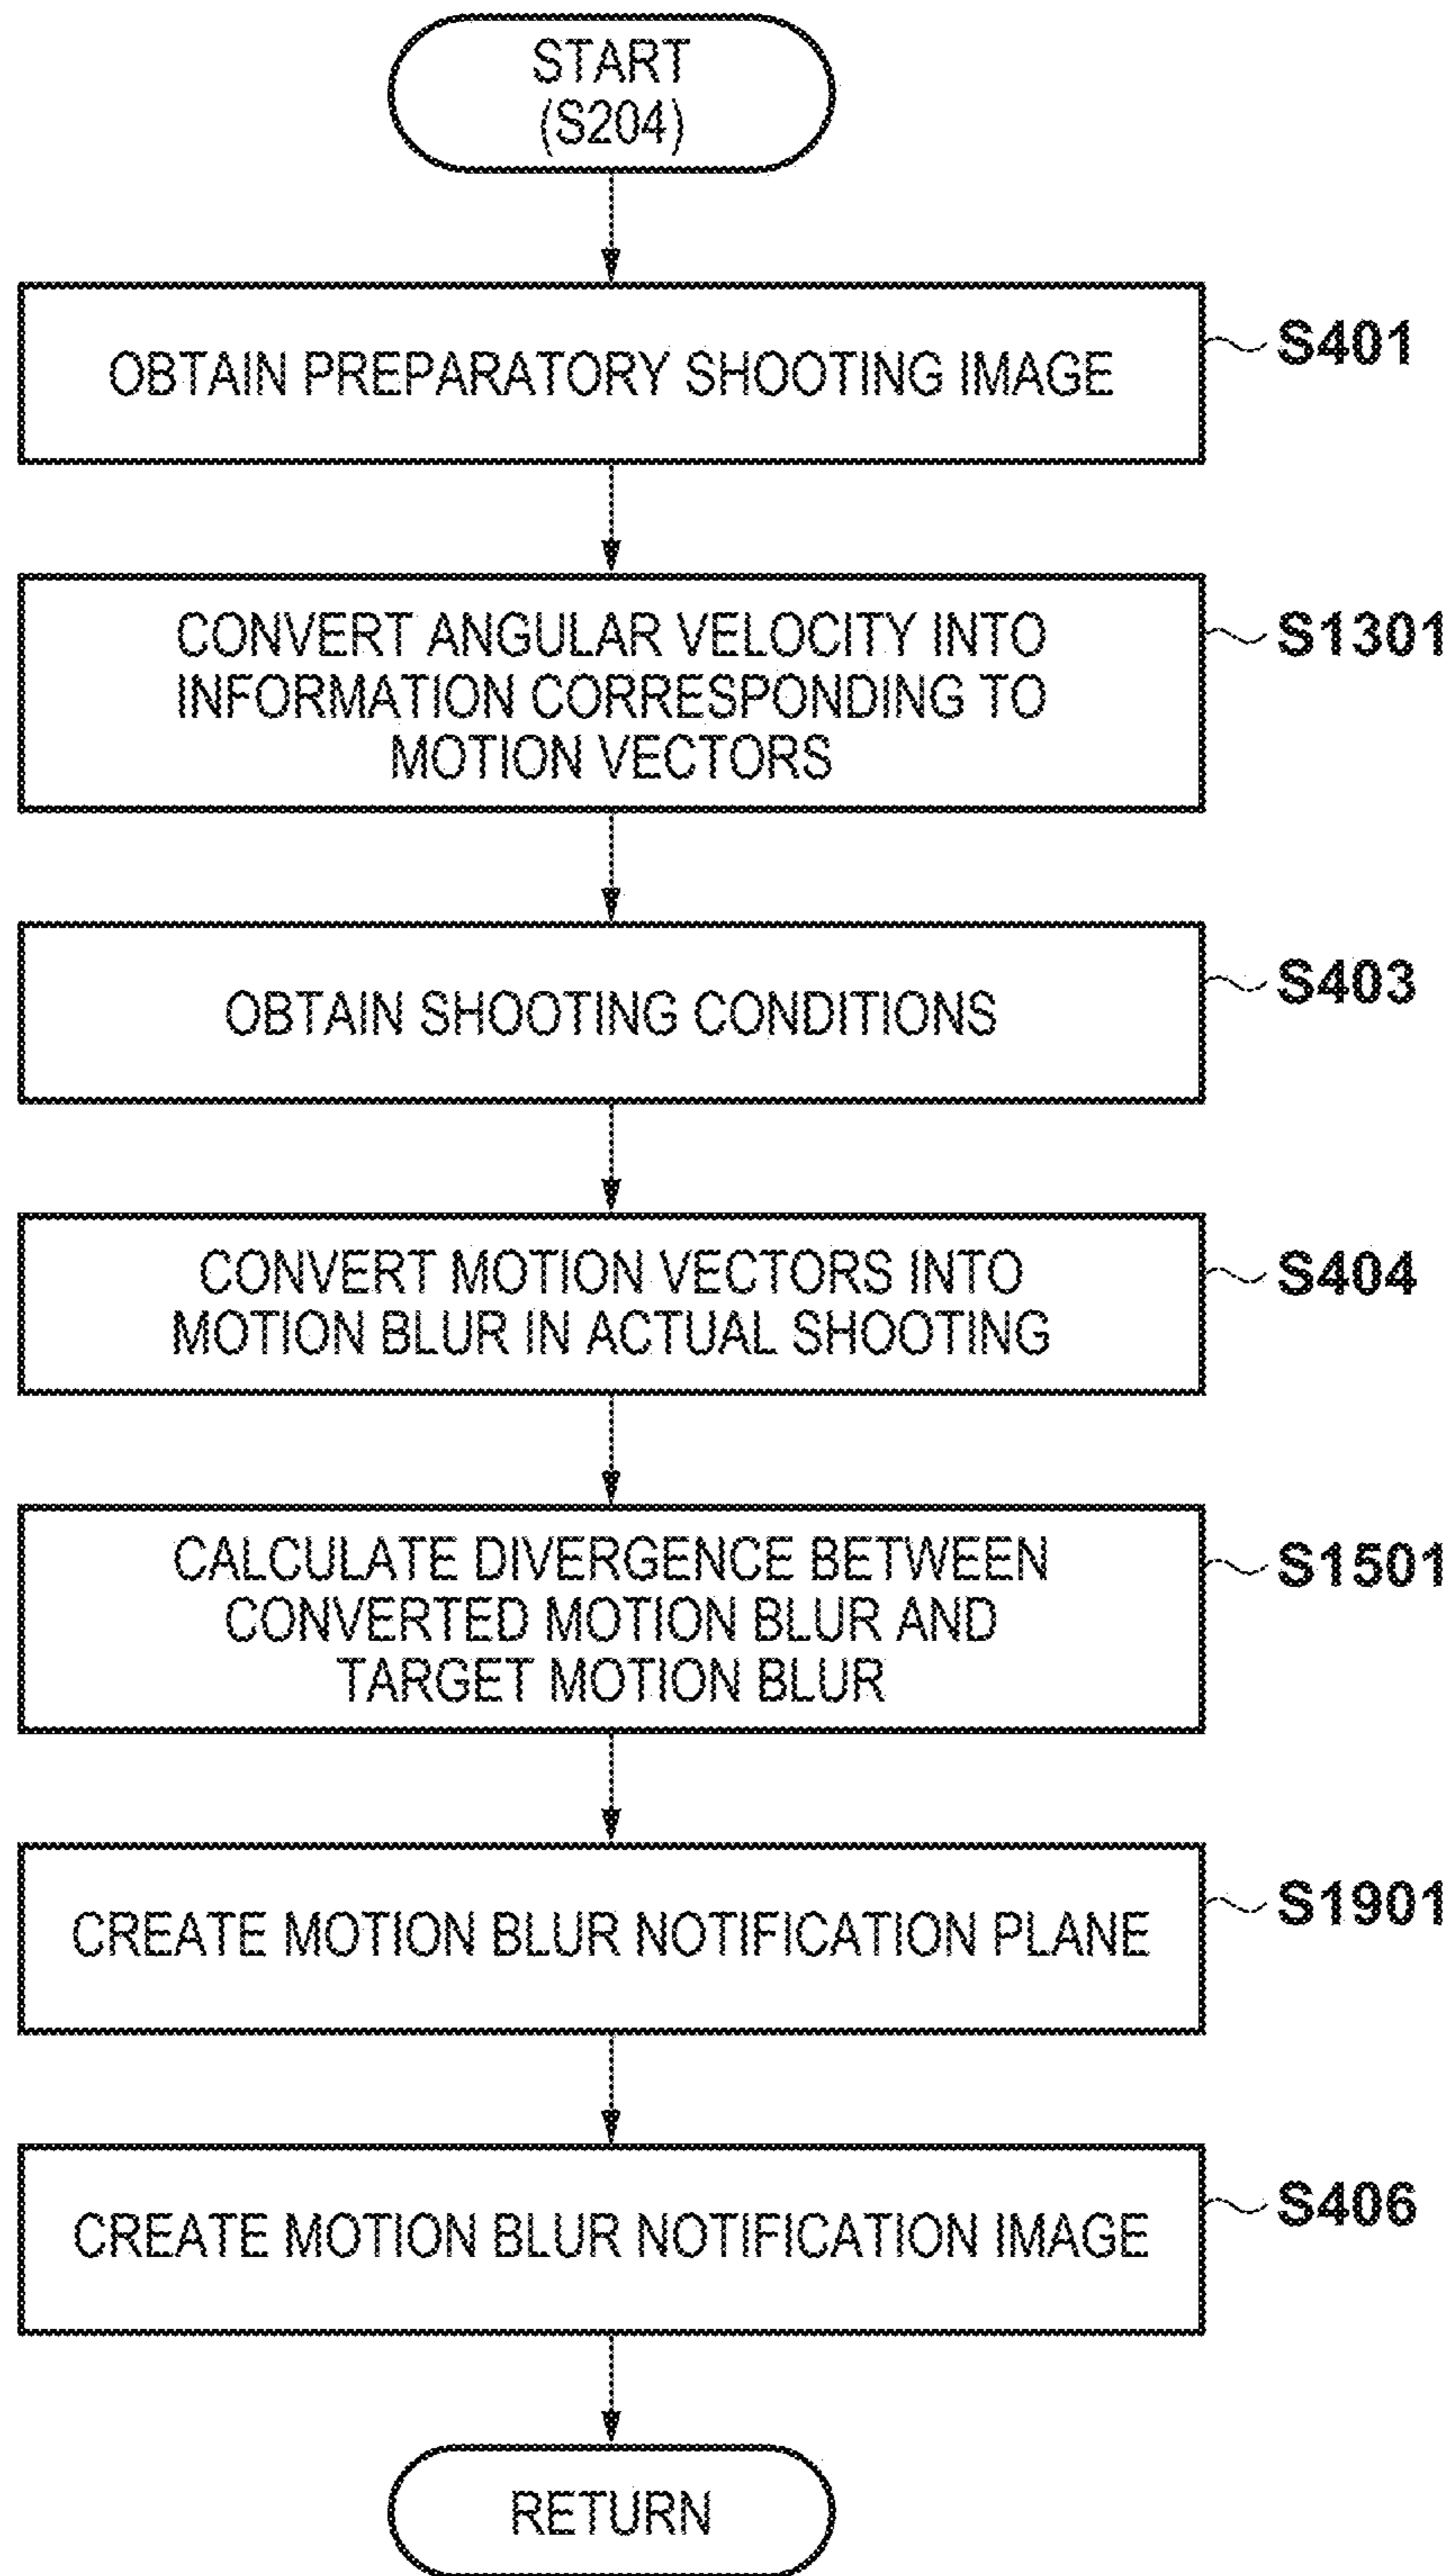 START
(S204)
OBTAIN PREPARATORY SHOOTING IMAGE
S401
CONVERT ANGULAR VELOCITY INTO
INFORMATION CORRESPONDING TO
MOTION VECTORS
S1301
OBTAIN SHOOTING CONDITIONS
S403
CONVERT MOTION VECTORS INTO
MOTION BLUR IN ACTUAL SHOOTING
S404
CALCULATE DIVERGENCE BETWEEN
CONVERTED MOTION BLUR AND
TARGET MOTION BLUR
S1501
CREATE MOTION BLUR NOTIFICATION PLANE
S1901
CREATE MOTION BLUR NOTIFICATION IMAGE
S406
RETURN